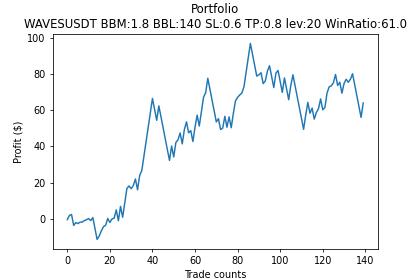 Portfolio
WAVESUSDT BBM:1.8 BBL:140 SL:0.6 TP:0.8 lev:20 WinRatio:61.0
100
80
60
40
20
0
Profit ($)
0 20 40 60 80 100 120 140
Trade counts